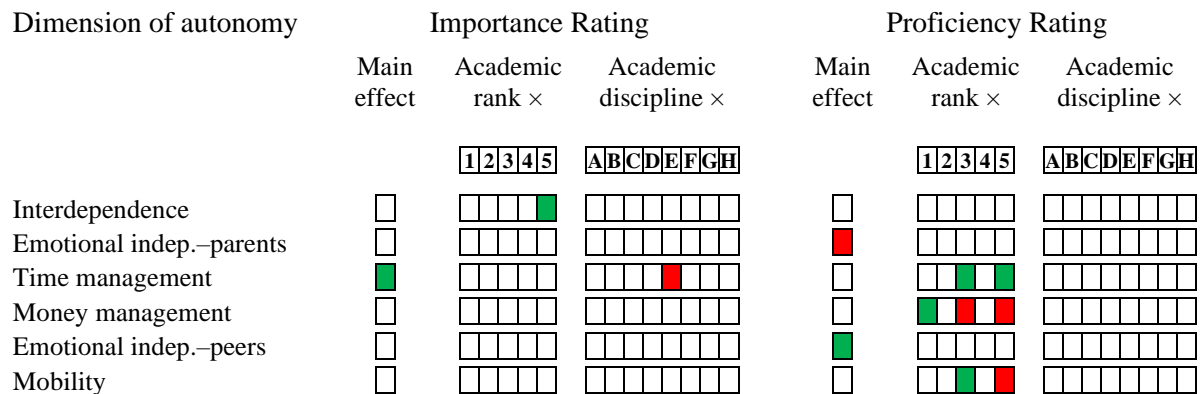 Dimension of autonomy Importance Rating Proficiency Rating
Main Academic Academic Main Academic Academic
effect rank × discipline × effect rank × discipline ×
1 2 3 4 5 A B C D E F G H 1 2 3 4 5 A B C D E F G H
Interdependence
Emotional indep.–parents
Time management
Money management
Emotional indep.–peers
Mobility